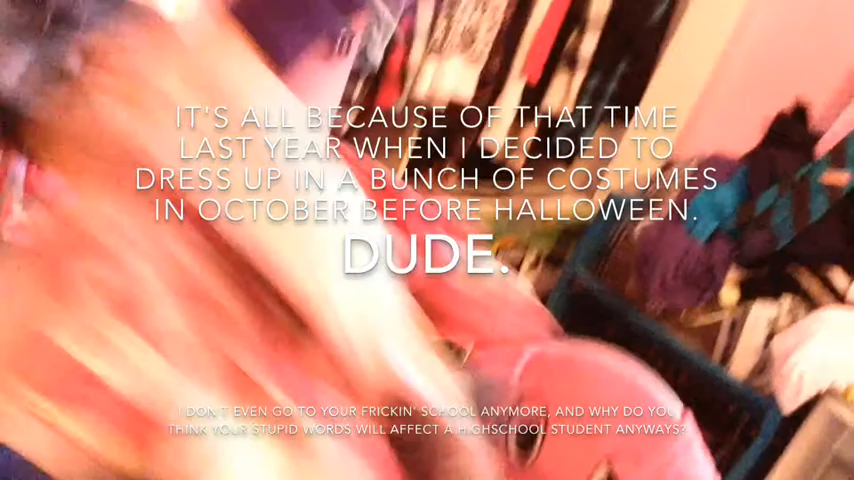 IT'S ALL BECAUSE OF THAT TIME
LAST YEAR WHEN I DECIDED TO
DRESS UP IN A BUNCH OF COSTUMES
IN OCTOBER BEFORE HALLOWEEN.
DUDE.
I DON'T EVEN GO TO YOUR FRICKIN' SCHOOL ANYMORE, AND WHY DO YOU
THINK YOUR STUPID WORDS WILL AFFECT A HIGHSCHOOL STUDENT ANYWAYS?